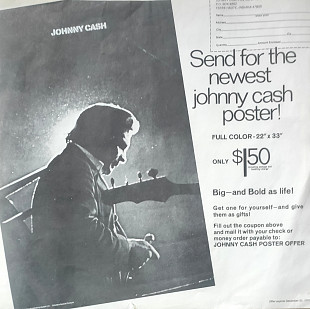 JOHNNY CASH
Send for the
newest
johnny cash
poster!
FULL COLOR-22" x 33"
ONLY $1.50
Big—and Bold as life!
Get one for yourself—and give
them as gifts!
Fill out the coupon above
and mail it with your check or
money order payable to:
JOHNNY CASH POSTER OFFER